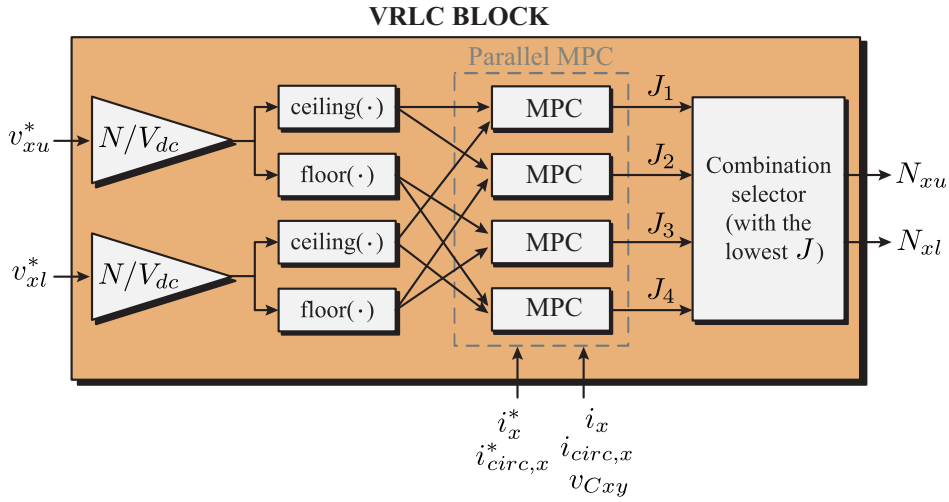 VRLC BLOCK
Parallel MPC
v*xu
N/Vdc
ceiling(·)
floor(·)
v*xl
N/Vdc
ceiling(·)
floor(·)
MPC
MPC
MPC
MPC
J1
J2
J3
J4
Combination
selector
(with the
lowest J)
Nxu
Nxl
i*x
i*circ,x
ix
icirc,x
vCxy